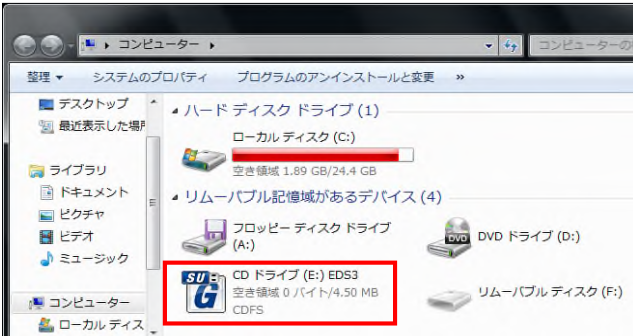 コンピューター
コンピューターの
整理 システムのプロパティ プログラムのアンインストールと変更 »
デスクトップ
最近表示した場所
ライブラリ
ドキュメント
ピクチャ
ビデオ
ミュージック
コンピューター
ローカル ディス
ハード ディスク ドライブ (1)
ローカル ディスク (C:)
空き領域 1.89 GB/24.4 GB
リムーバブル記憶域があるデバイス (4)
フロッピー ディスク ドライブ
(A:)
DVD
DVD ドライブ (D:)
SU
G
CD ドライブ (E:) EDS3
空き領域 0 バイト/4.50 MB
CDFS
リムーバブル ディスク (F:)